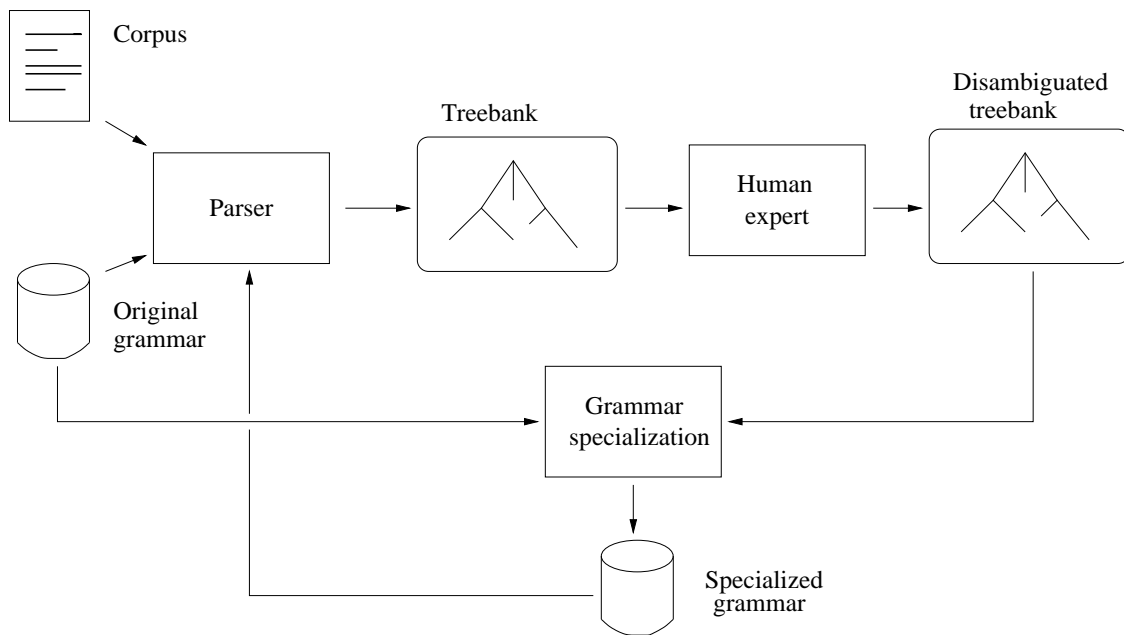 Corpus
Disambiguated
treebank
Treebank
Parser
Human
expert
Original
grammar
Grammar
specialization
Specialized
grammar